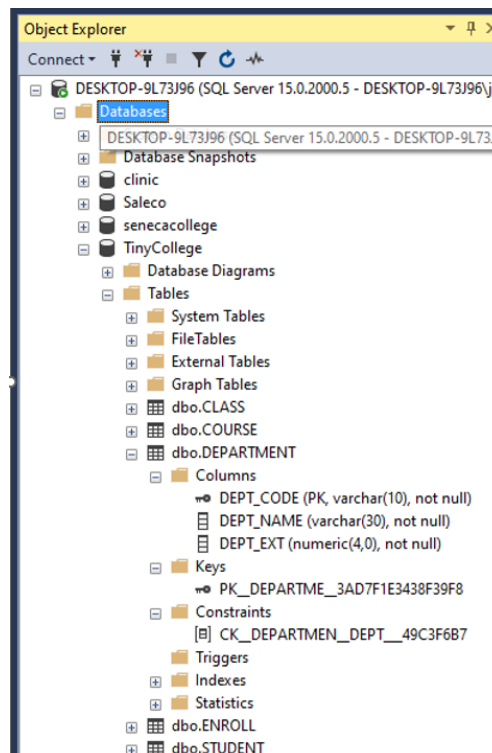 Object Explorer
Connect
DESKTOP-9L73J96 (SQL Server 15.0.2000.5 - DESKTOP-9L73J96\j
Databases
DESKTOP-9L73J96 (SQL Server 15.0.2000.5 - DESKTOP-9L73J
Database Snapshots
clinic
Saleco
senecacollege
TinyCollege
Database Diagrams
Tables
System Tables
FileTables
External Tables
Graph Tables
dbo.CLASS
dbo.COURSE
dbo.DEPARTMENT
Columns
DEPT_CODE (PK, varchar(10), not null)
DEPT_NAME (varchar(30), not null)
DEPT_EXT (numeric(4,0), not null)
Keys
PK__DEPARTME__3AD7F1E3438F39F8
Constraints
CK__DEPARTMEN__DEPT___49C3F6B7
Triggers
Indexes
Statistics
dbo.ENROLL
dbo.STUDENT